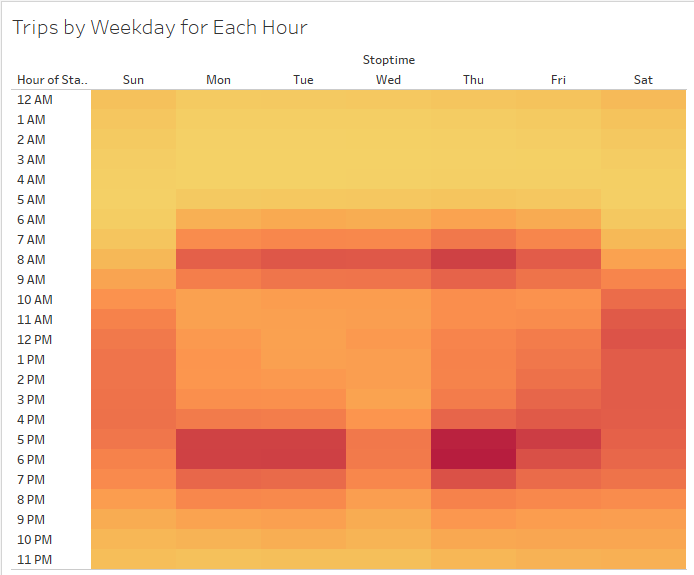 Trips by Weekday for Each Hour
Stoptime
Hour of Sta.. Sun Mon Tue Wed Thu Fri Sat
12 AM
1 AM
2 AM
3 AM
4 AM
5 AM
6 AM
7 AM
8 AM
9 AM
10 AM
11 AM
12 PM
1 PM
2 PM
3 PM
4 PM
5 PM
6 PM
7 PM
8 PM
9 PM
10 PM
11 PM